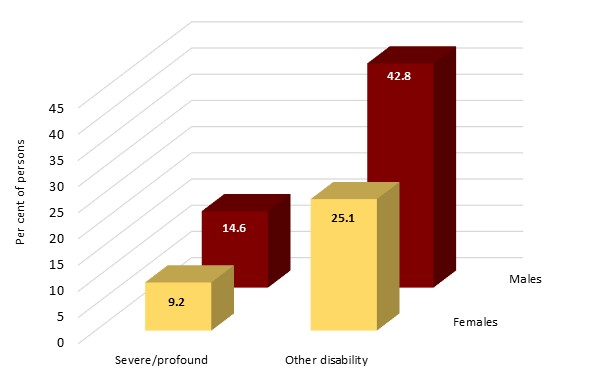 42.8
45
40
35
30
25
20
15
10
5
0
Per cent of persons
14.6
25.1
9.2
Males
Females
Severe/profound
Other disability